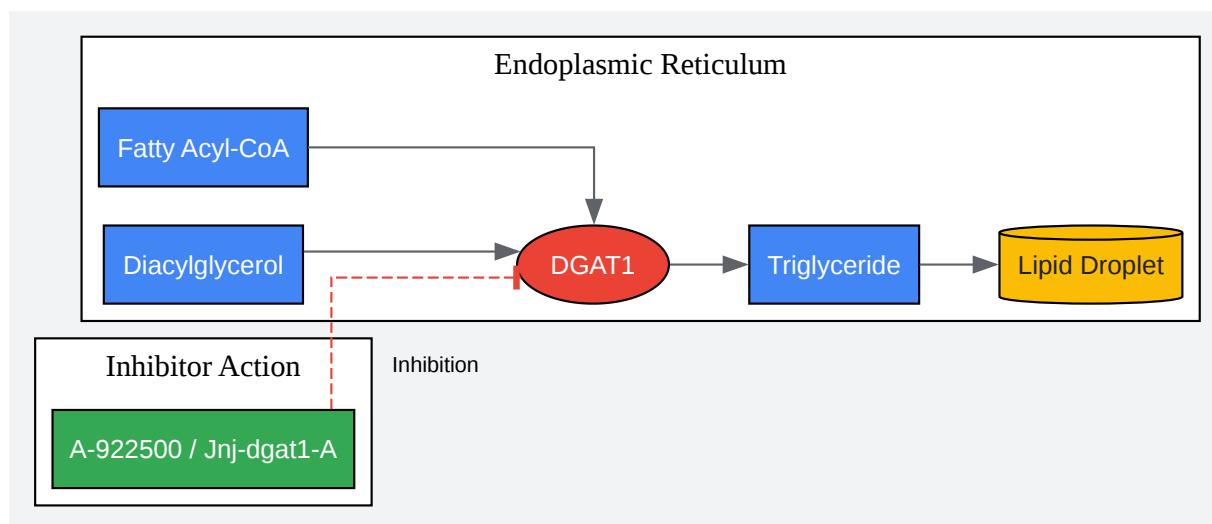 Endoplasmic Reticulum
Fatty Acyl-CoA
Diacylglycerol
DGAT1
Triglyceride
Lipid Droplet
Inhibitor Action
Inhibition
A-922500 / Jnj-dgat1-A